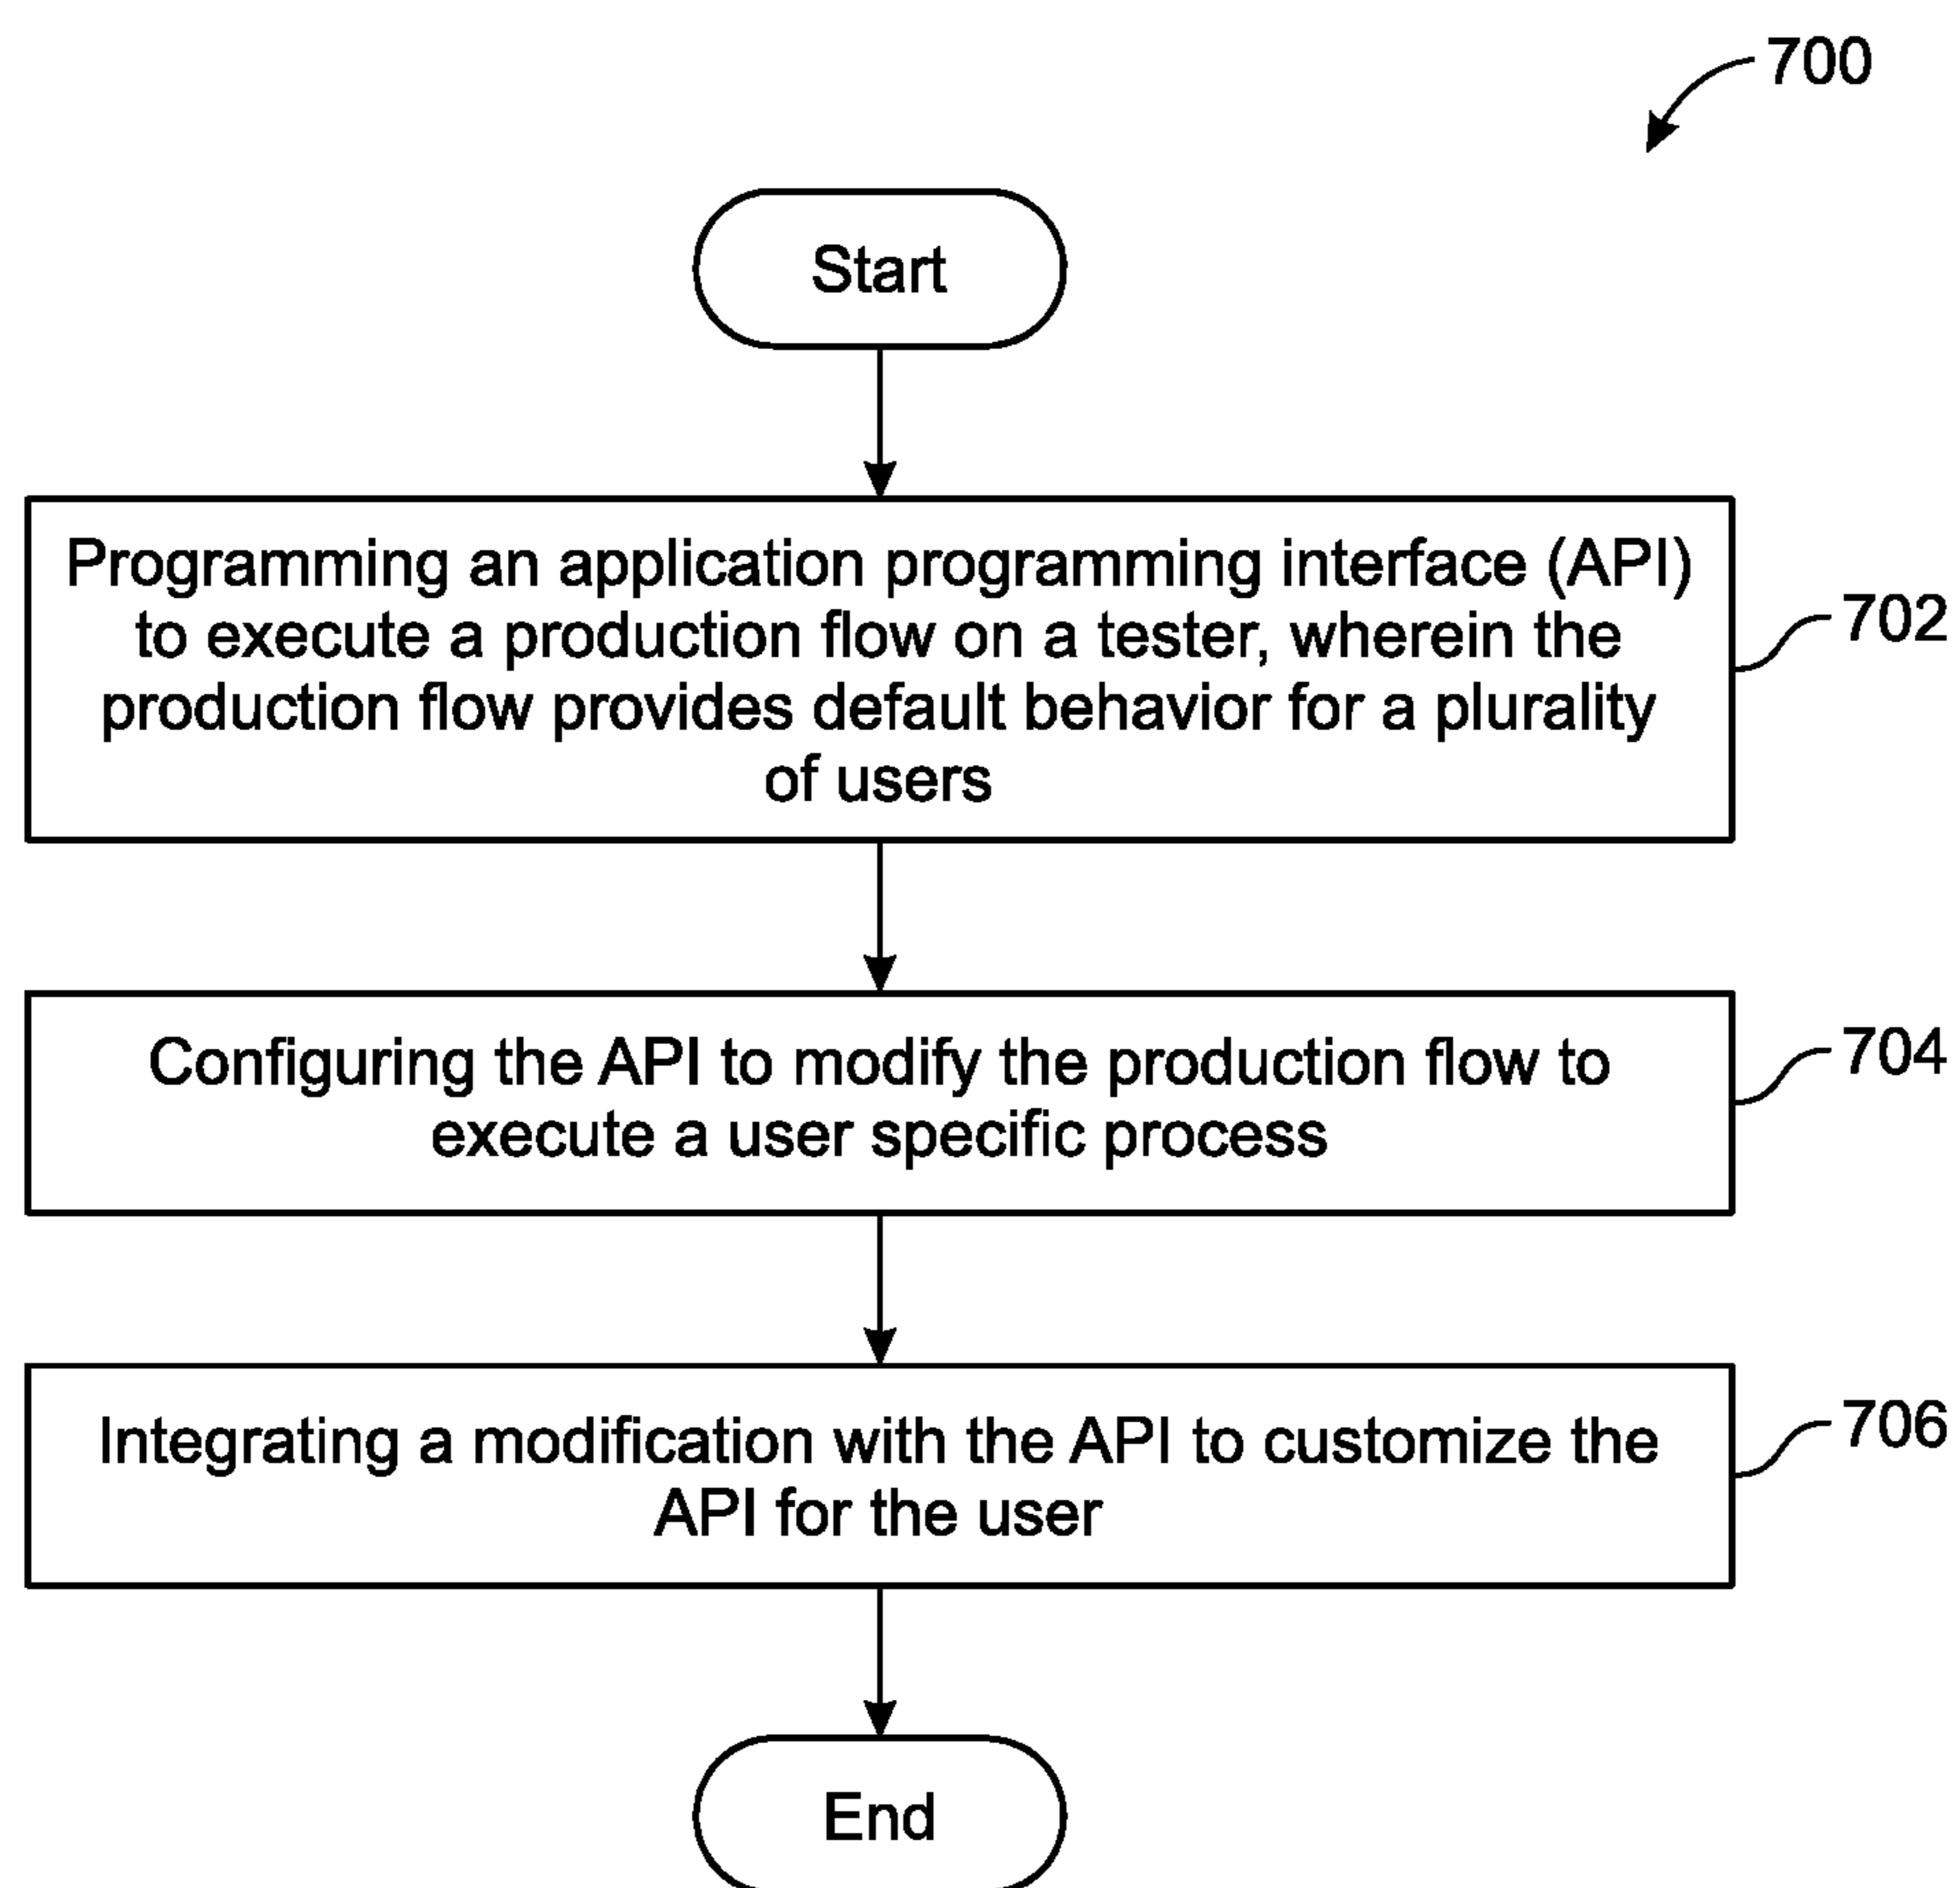 700
Start
Programming an application programming interface (API)
to execute a production flow on a tester, wherein the
production flow provides default behavior for a plurality
of users
702
Configuring the API to modify the production flow to
execute a user specific process
704
Integrating a modification with the API to customize the
API for the user
706
End